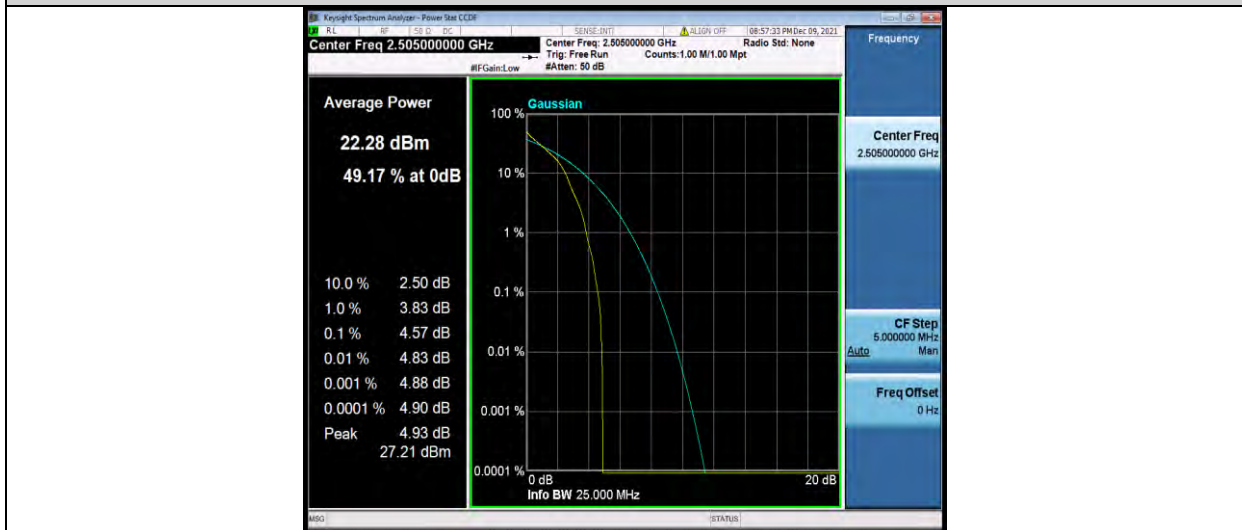 Keysight Spectrum Analyzer - Power Stat CCDF
RL RF 50 Ω DC SENSE:INT ALIGN OFF 08:57:33 PM Dec 09, 2021
Center Freq 2.505000000 GHz
Center Freq: 2.505000000 GHz Radio Std: None
Trig: Free Run Counts:1.00 M/1.00 Mpt
#IFGain:Low #Atten: 50 dB
Frequency
Average Power
22.28 dBm
49.17 % at 0dB
10.0 % 2.50 dB
1.0 % 3.83 dB
0.1 % 4.57 dB
0.01 % 4.83 dB
0.001 % 4.88 dB
0.0001 % 4.90 dB
Peak 4.93 dB
27.21 dBm
Gaussian
100 %
10 %
1 %
0.1 %
0.01 %
0.001 %
0.0001 %
0 dB 20 dB
Info BW 25.000 MHz
Center Freq
2.505000000 GHz
CF Step
5.000000 MHz
Auto Man
Freq Offset
0 Hz
MSG STATUS